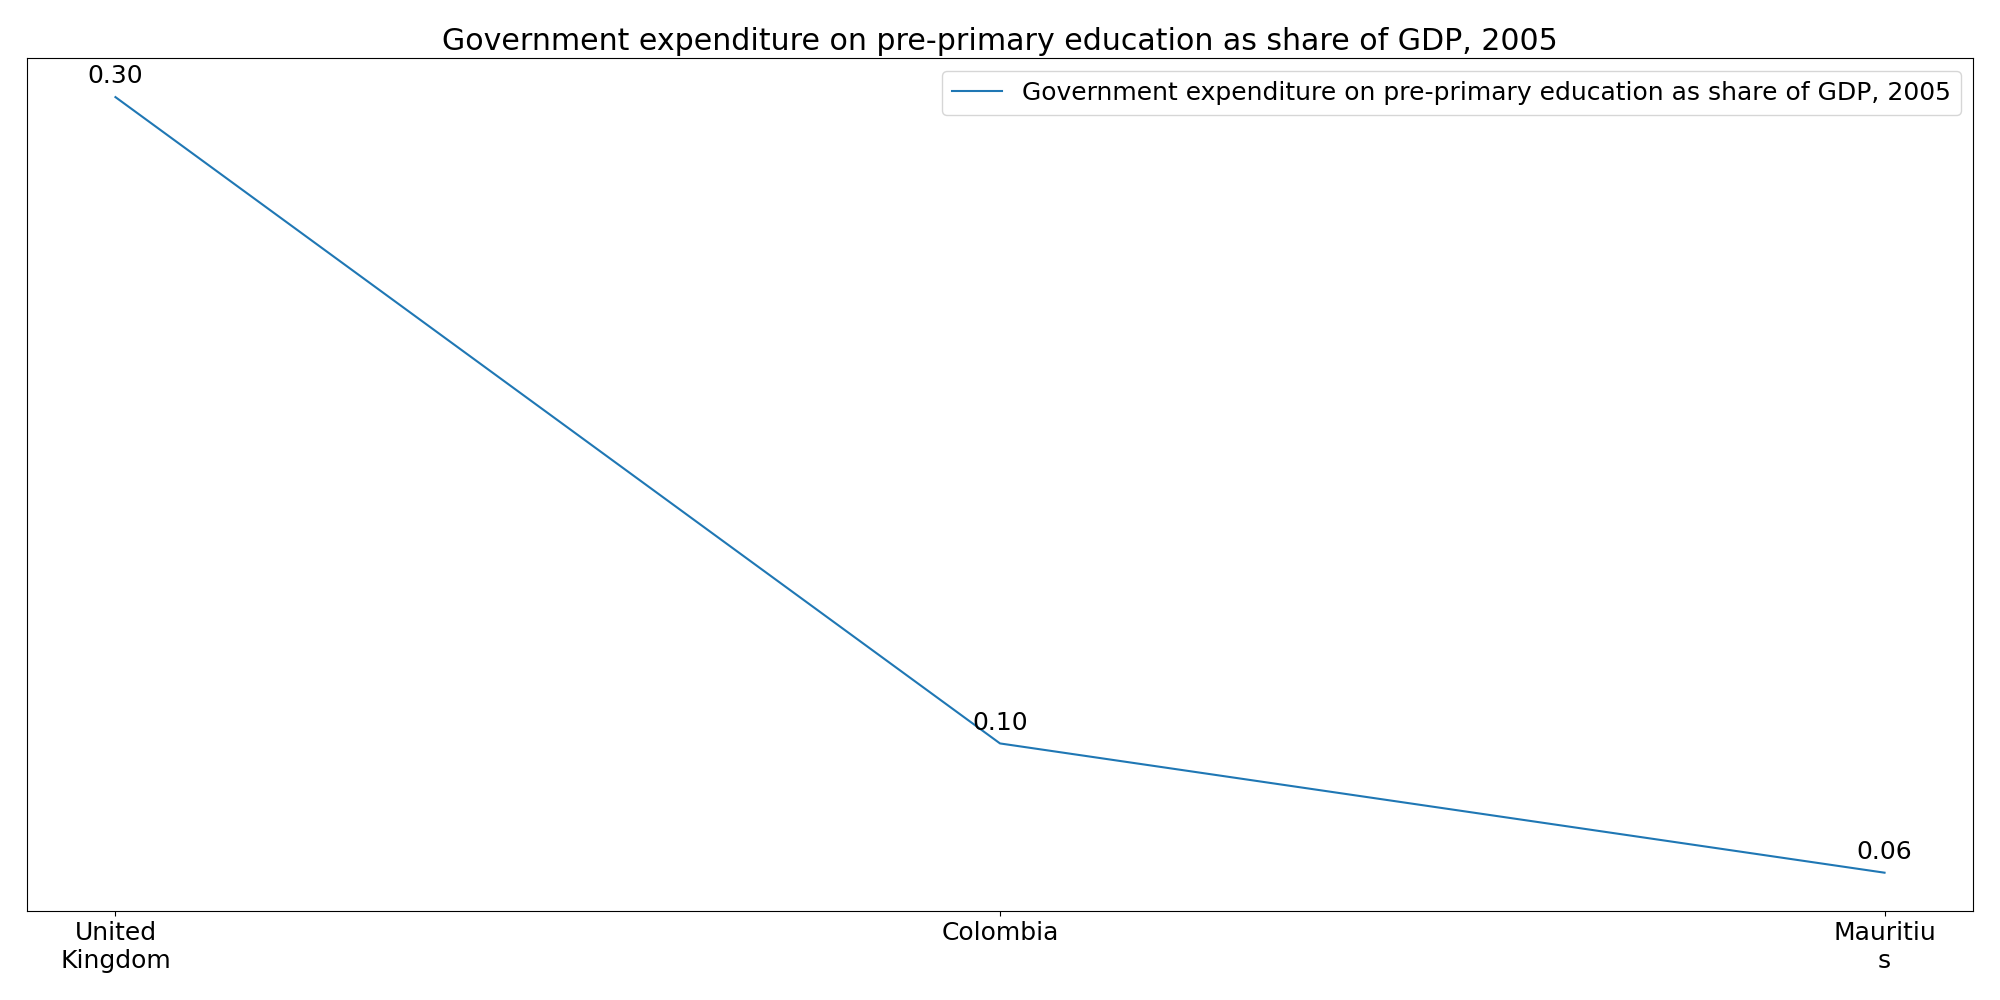 Government expenditure on pre-primary education as share of GDP, 2005
0.30
Government expenditure on pre-primary education as share of GDP, 2005
0.10
0.06
United
Kingdom
Colombia
Mauritiu
s